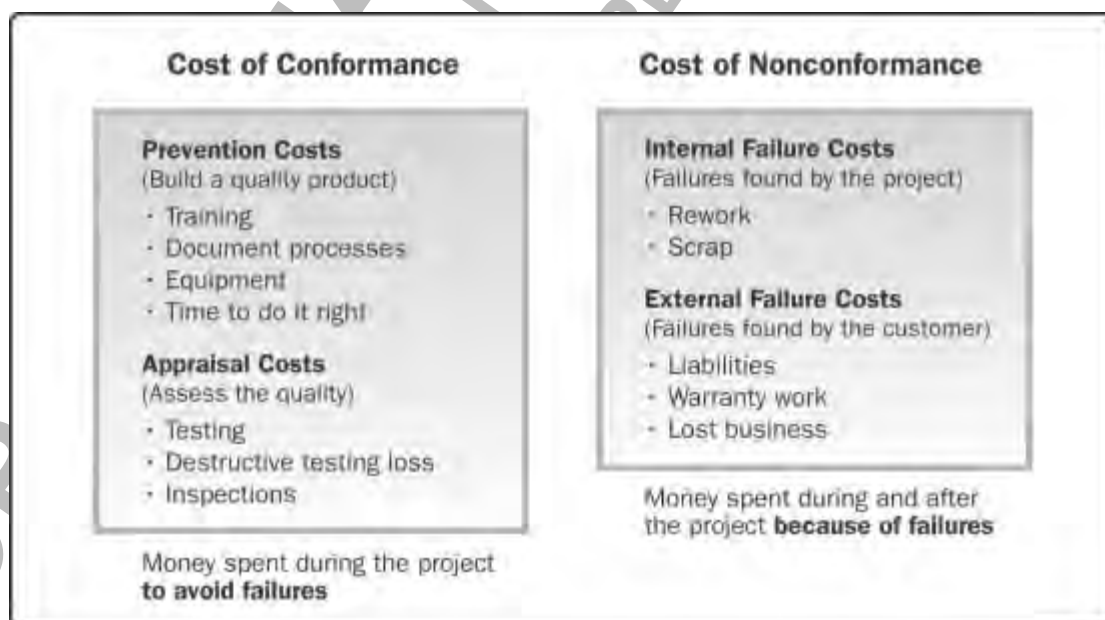 Cost of Conformance
Prevention Costs
(Build a quality product)
• Training
• Document processes
• Equipment
• Time to do it right
Appraisal Costs
(Assess the quality)
• Testing
• Destructive testing loss
• Inspections
Money spent during the project
to avoid failures
Cost of Nonconformance
Internal Failure Costs
(Failures found by the project)
• Rework
• Scrap
External Failure Costs
(Failures found by the customer)
• Liabilities
• Warranty work
• Lost business
Money spent during and after
the project because of failures